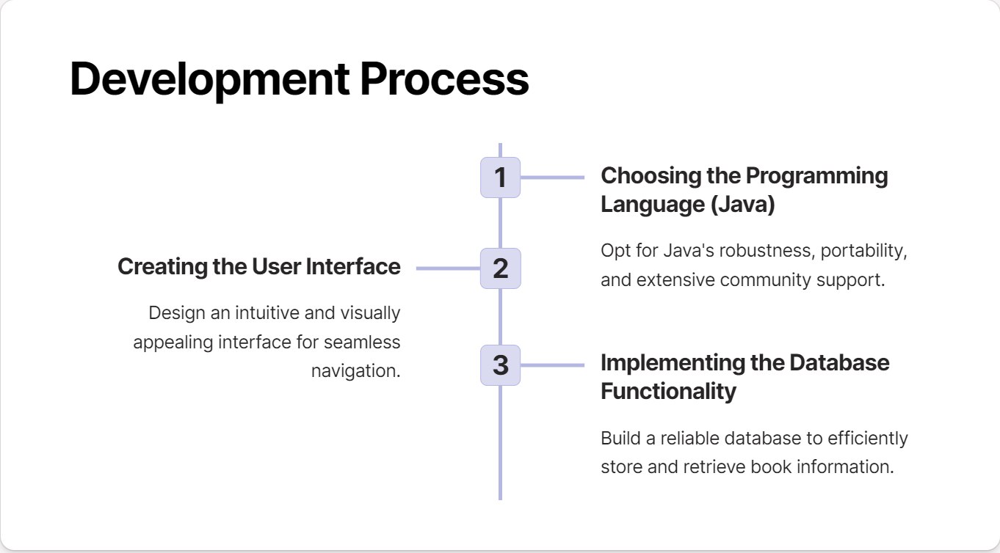 Development Process
1
Choosing the Programming
Language (Java)
Opt for Java's robustness, portability,
and extensive community support.
2
Creating the User Interface
Design an intuitive and visually
appealing interface for seamless
navigation.
3
Implementing the Database
Functionality
Build a reliable database to efficiently
store and retrieve book information.